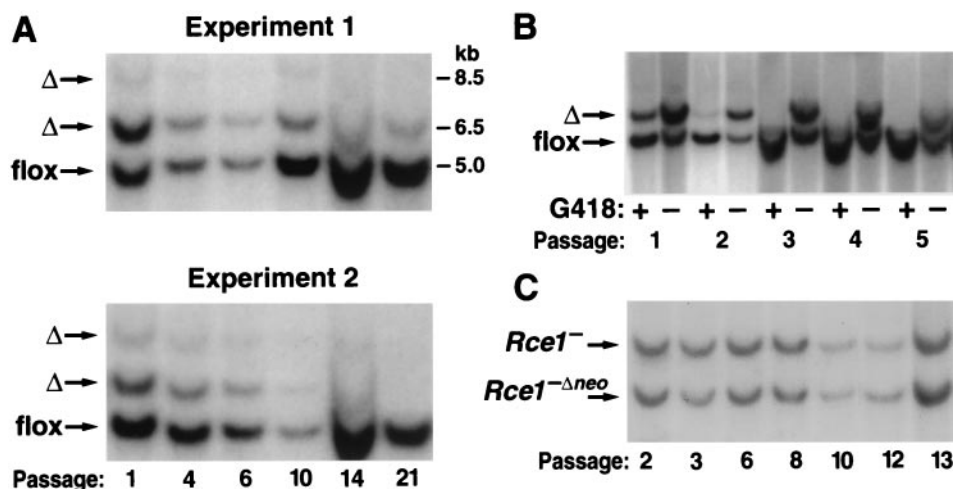 A
Experiment 1
kb
Δ
8.5
Δ
6.5
flox
5.0
Experiment 2
Δ
Δ
flox
Passage: 1 4 6 10 14 21
B
Δ
flox
G418: + − + − + − + − + −
Passage: 1 2 3 4 5
C
Rce1⁻
Rce1⁻Δneo
2 3 6 8 10 12 13
Passage: